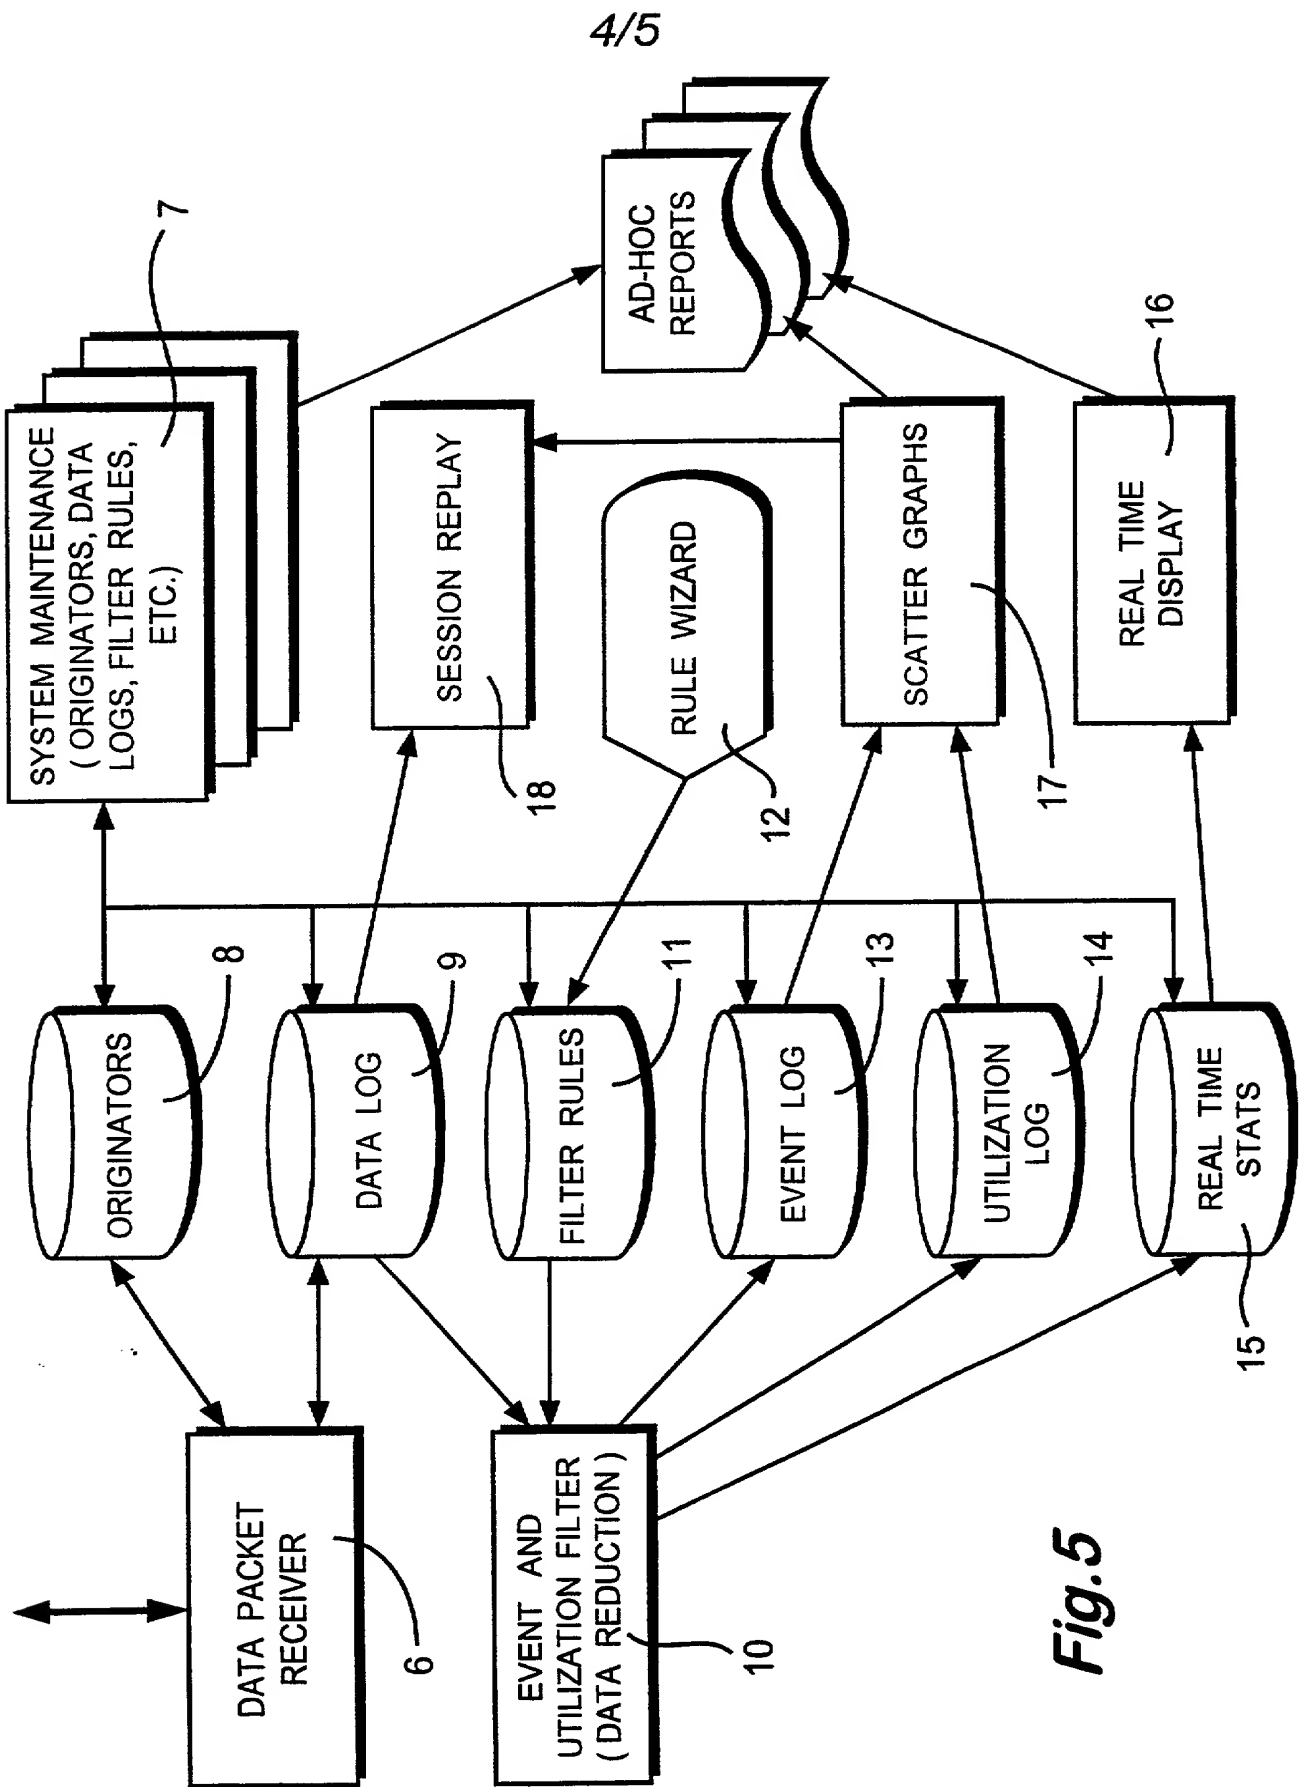 4/5
SYSTEM MAINTENANCE
( ORIGINATORS, DATA
LOGS, FILTER RULES,
ETC.)
7
AD-HOC
REPORTS
SESSION REPLAY
18
RULE WIZARD
12
SCATTER GRAPHS
17
REAL TIME
DISPLAY
16
ORIGINATORS
8
DATA LOG
9
FILTER RULES
11
EVENT LOG
13
UTILIZATION
LOG
14
REAL TIME
STATS
15
DATA PACKET
RECEIVER
6
EVENT AND
UTILIZATION FILTER
( DATA REDUCTION )
10
Fig.5